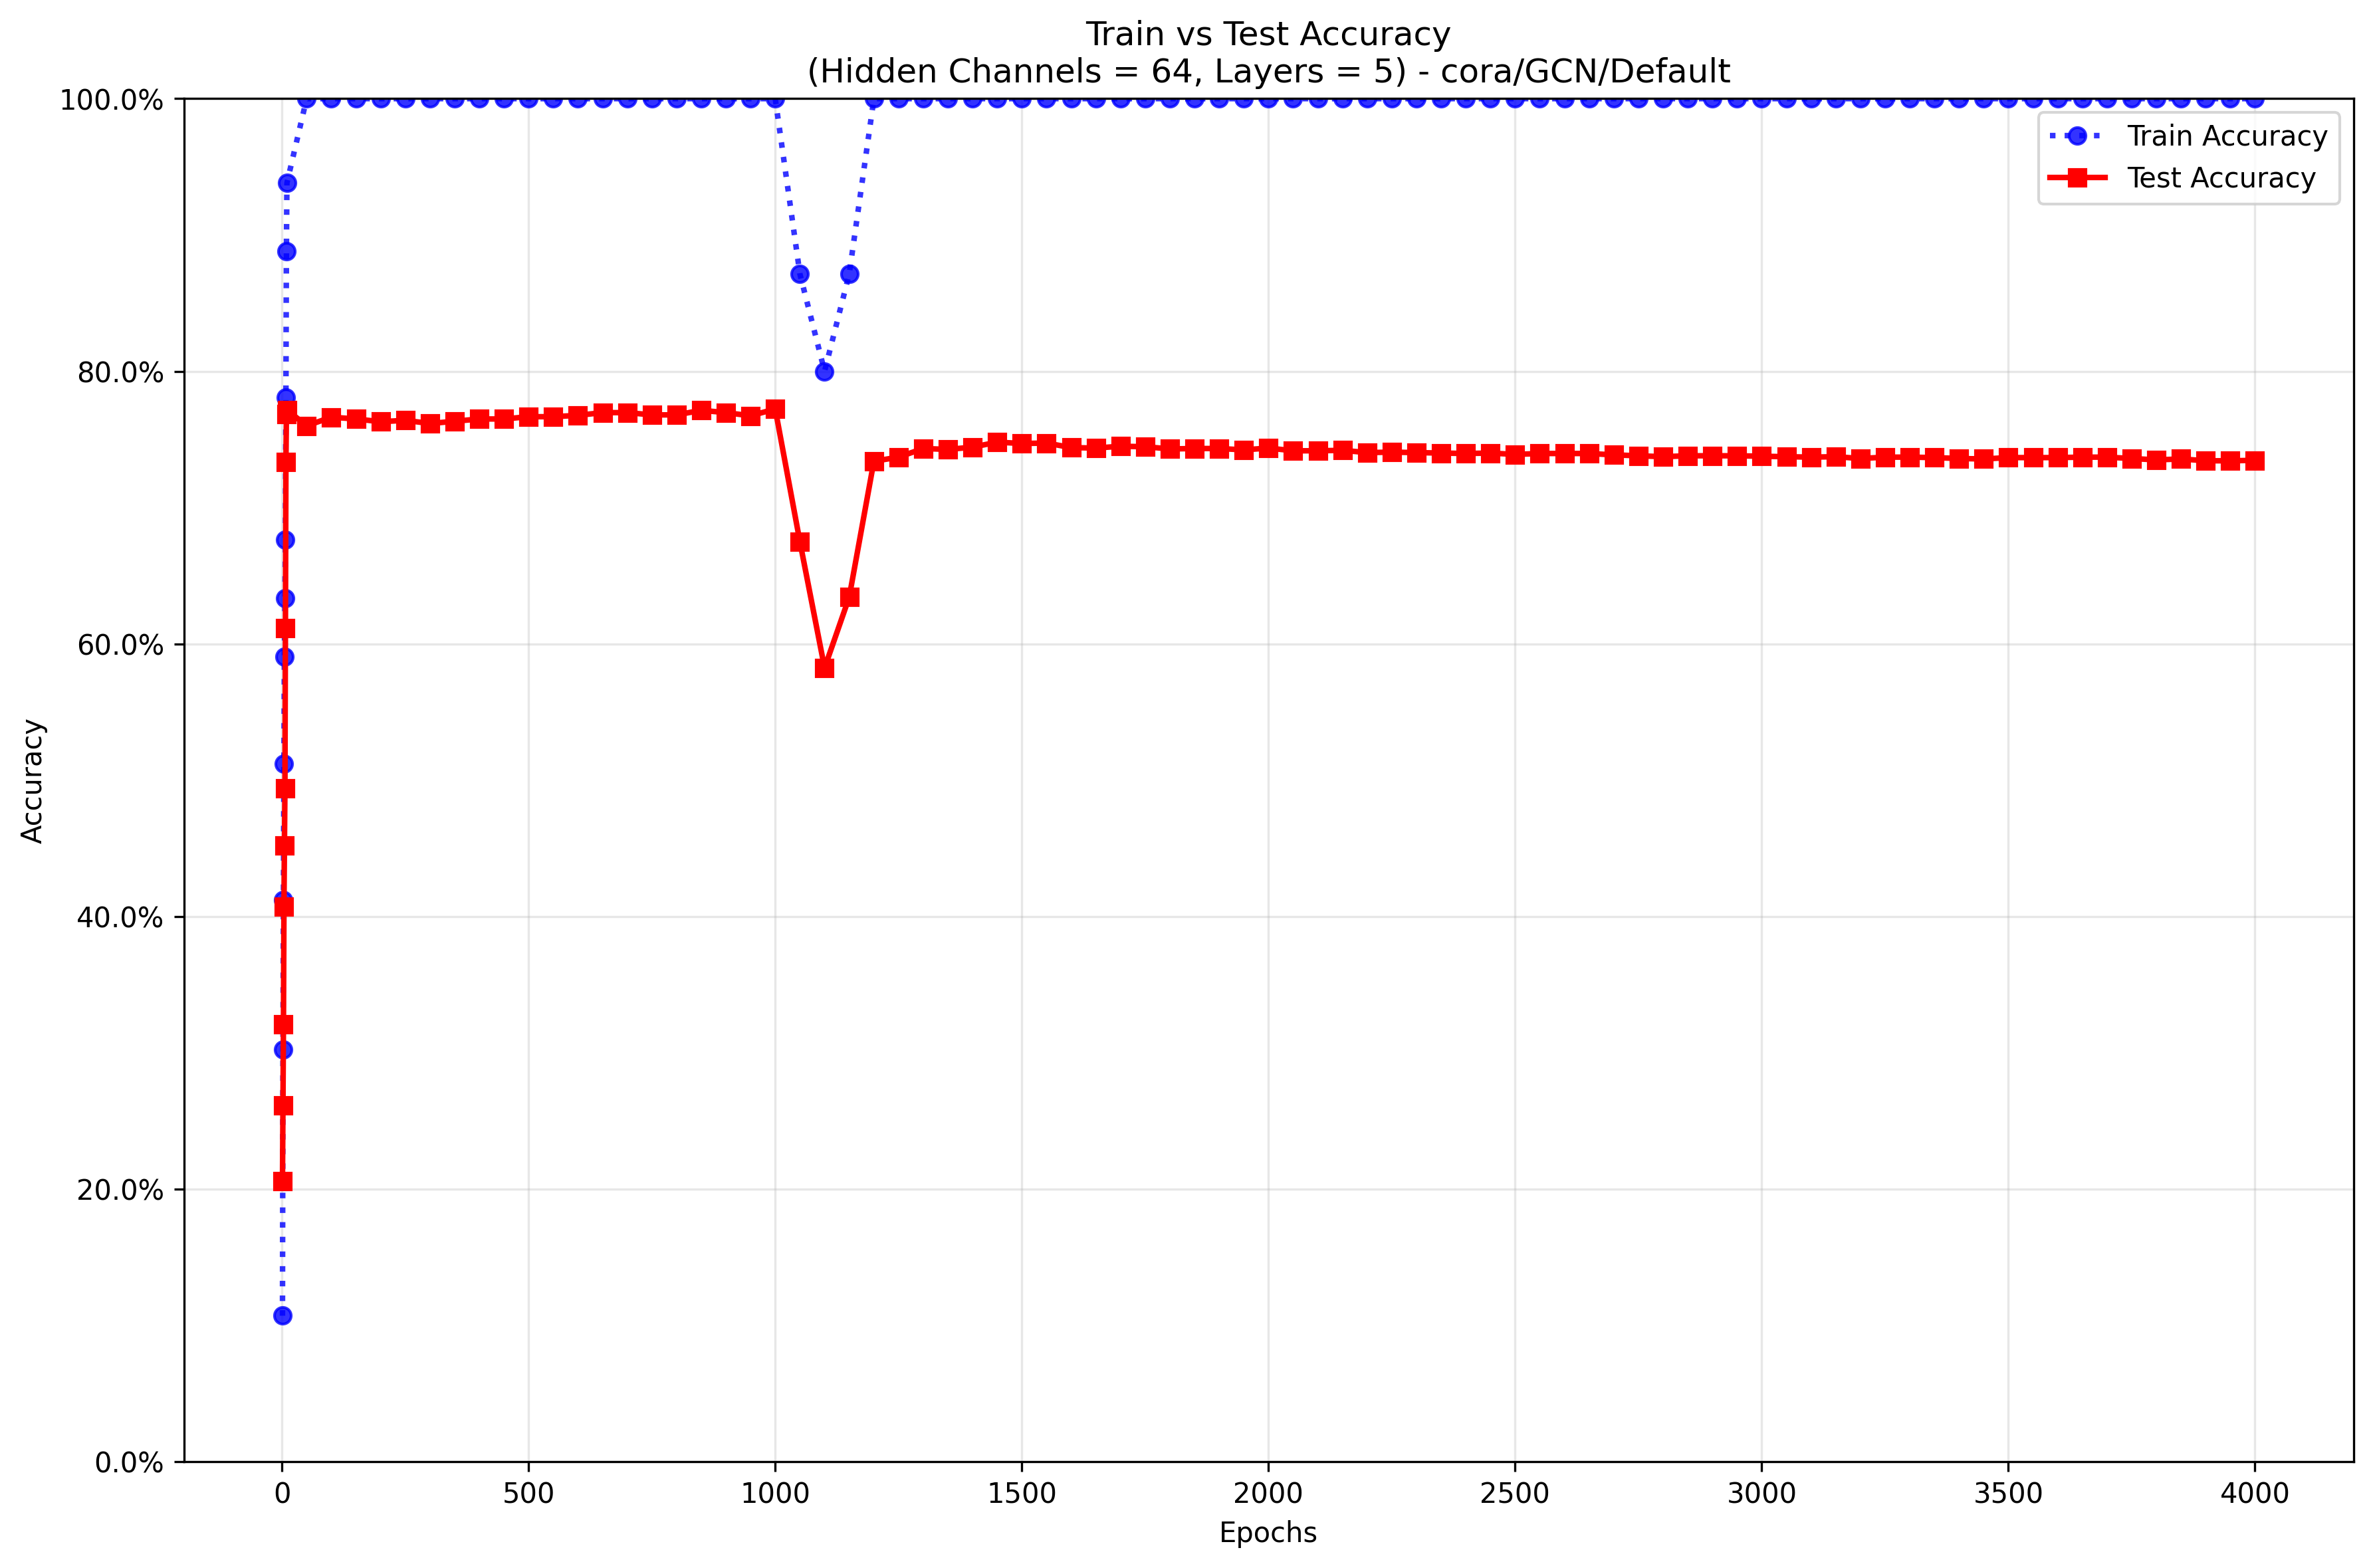 Train vs Test Accuracy
(Hidden Channels = 64, Layers = 5) - cora/GCN/Default
100.0%
80.0%
60.0%
40.0%
20.0%
0.0%
Accuracy
Train Accuracy
Test Accuracy
0 500 1000 1500 2000 2500 3000 3500 4000
Epochs